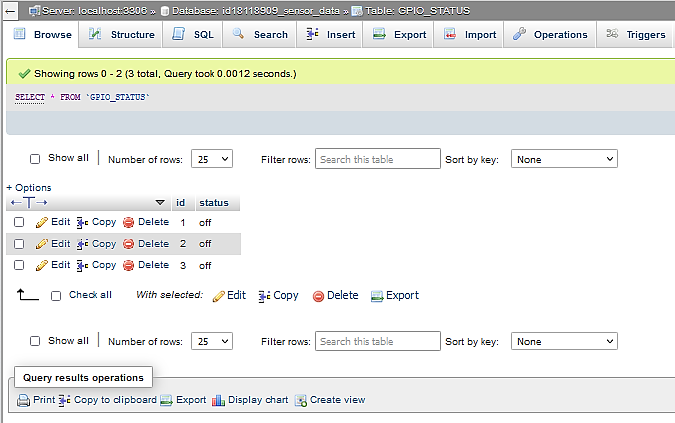 Server: localhost:3306 » Database: id18118909_sensor_data » Table: GPIO_STATUS
Browse Structure SQL Search Insert Export Import Operations Triggers
Showing rows 0 - 2 (3 total, Query took 0.0012 seconds.)
SELECT * FROM `GPIO_STATUS`
Show all Number of rows: 25 Filter rows: Search this table Sort by key: None
+ Options
←T→ id status
Edit Copy Delete 1 off
Edit Copy Delete 2 off
Edit Copy Delete 3 off
Check all With selected: Edit Copy Delete Export
Show all Number of rows: 25 Filter rows: Search this table Sort by key: None
Query results operations
Print Copy to clipboard Export Display chart Create view